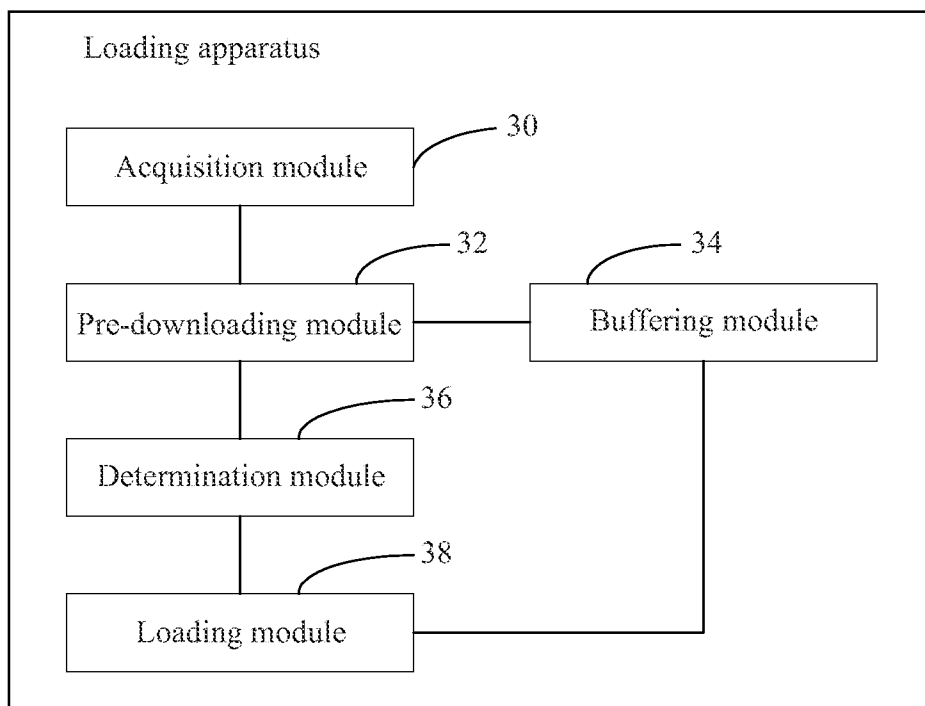 Loading apparatus
30
Acquisition module
32
34
Pre-downloading module
Buffering module
36
Determination module
38
Loading module